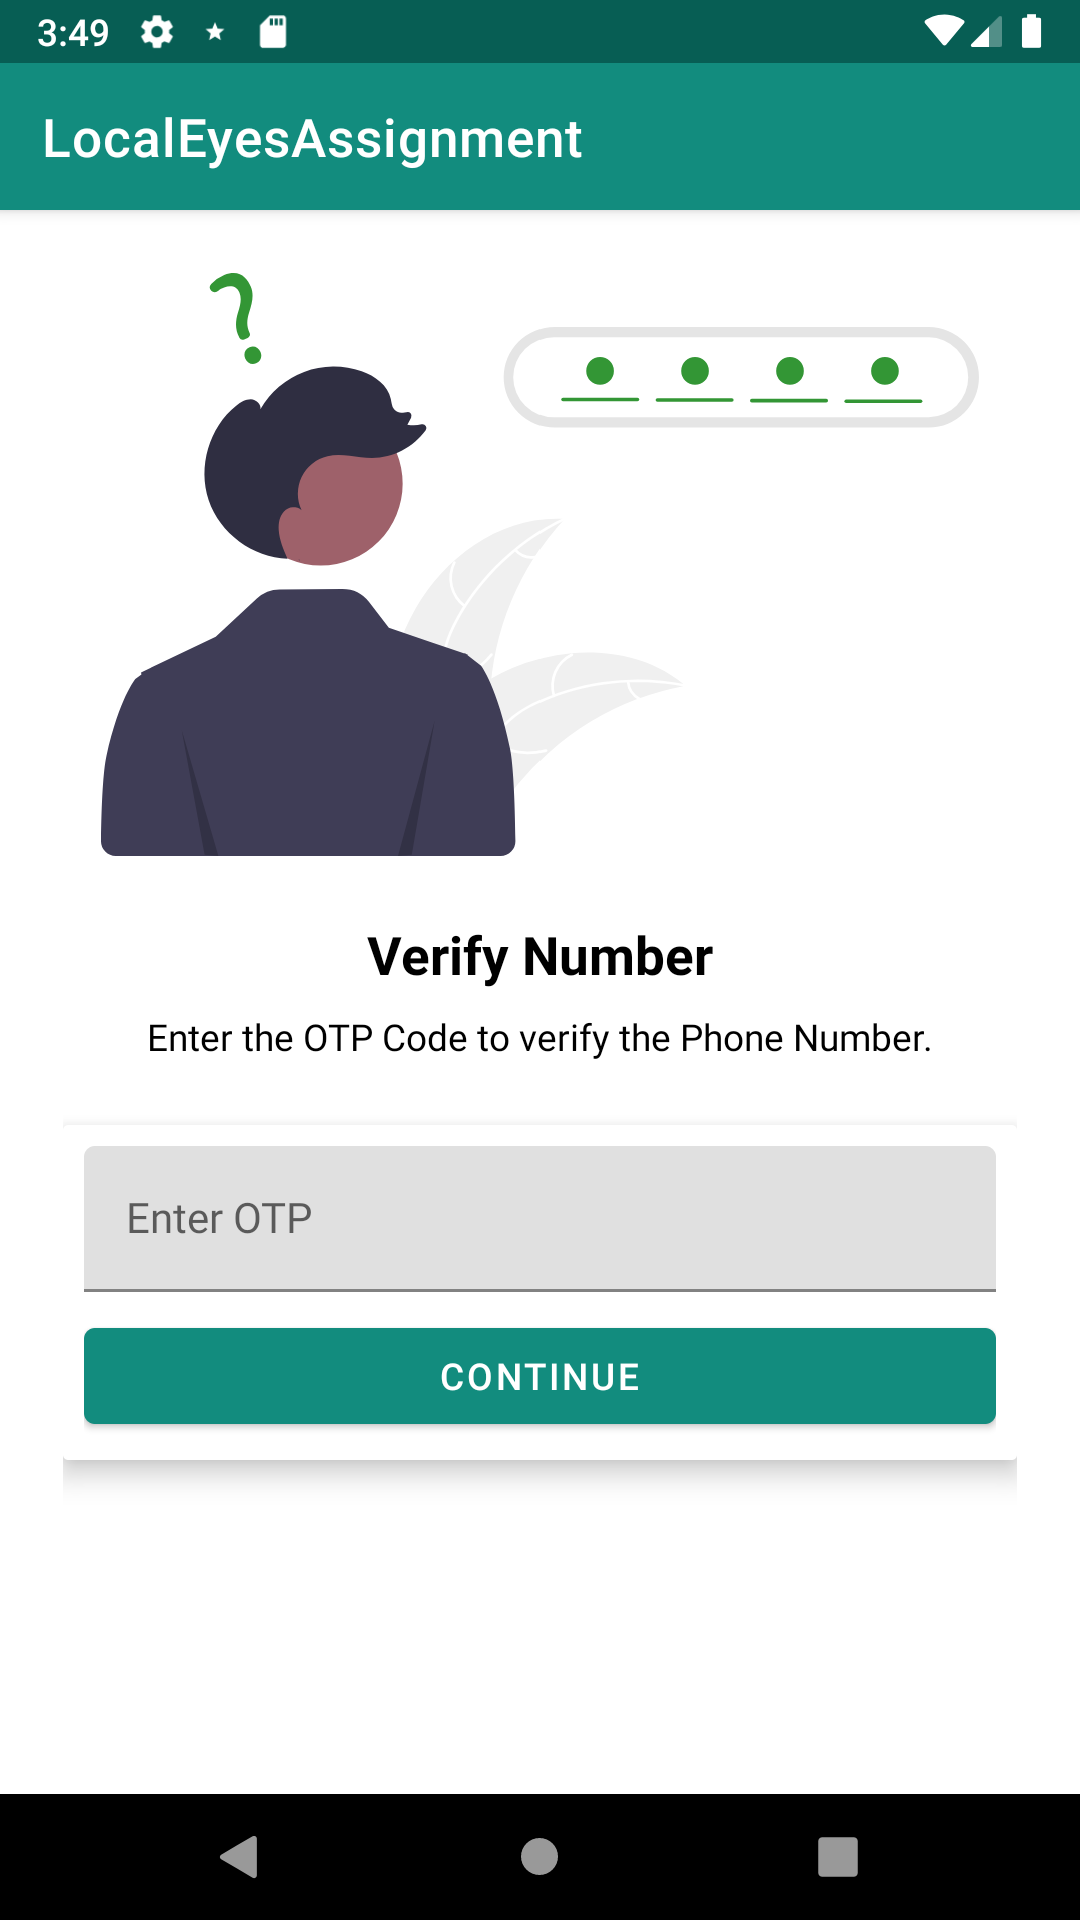 3:49
LocalEyesAssignment
Verify Number
Enter the OTP Code to verify the Phone Number.
Enter OTP
CONTINUE